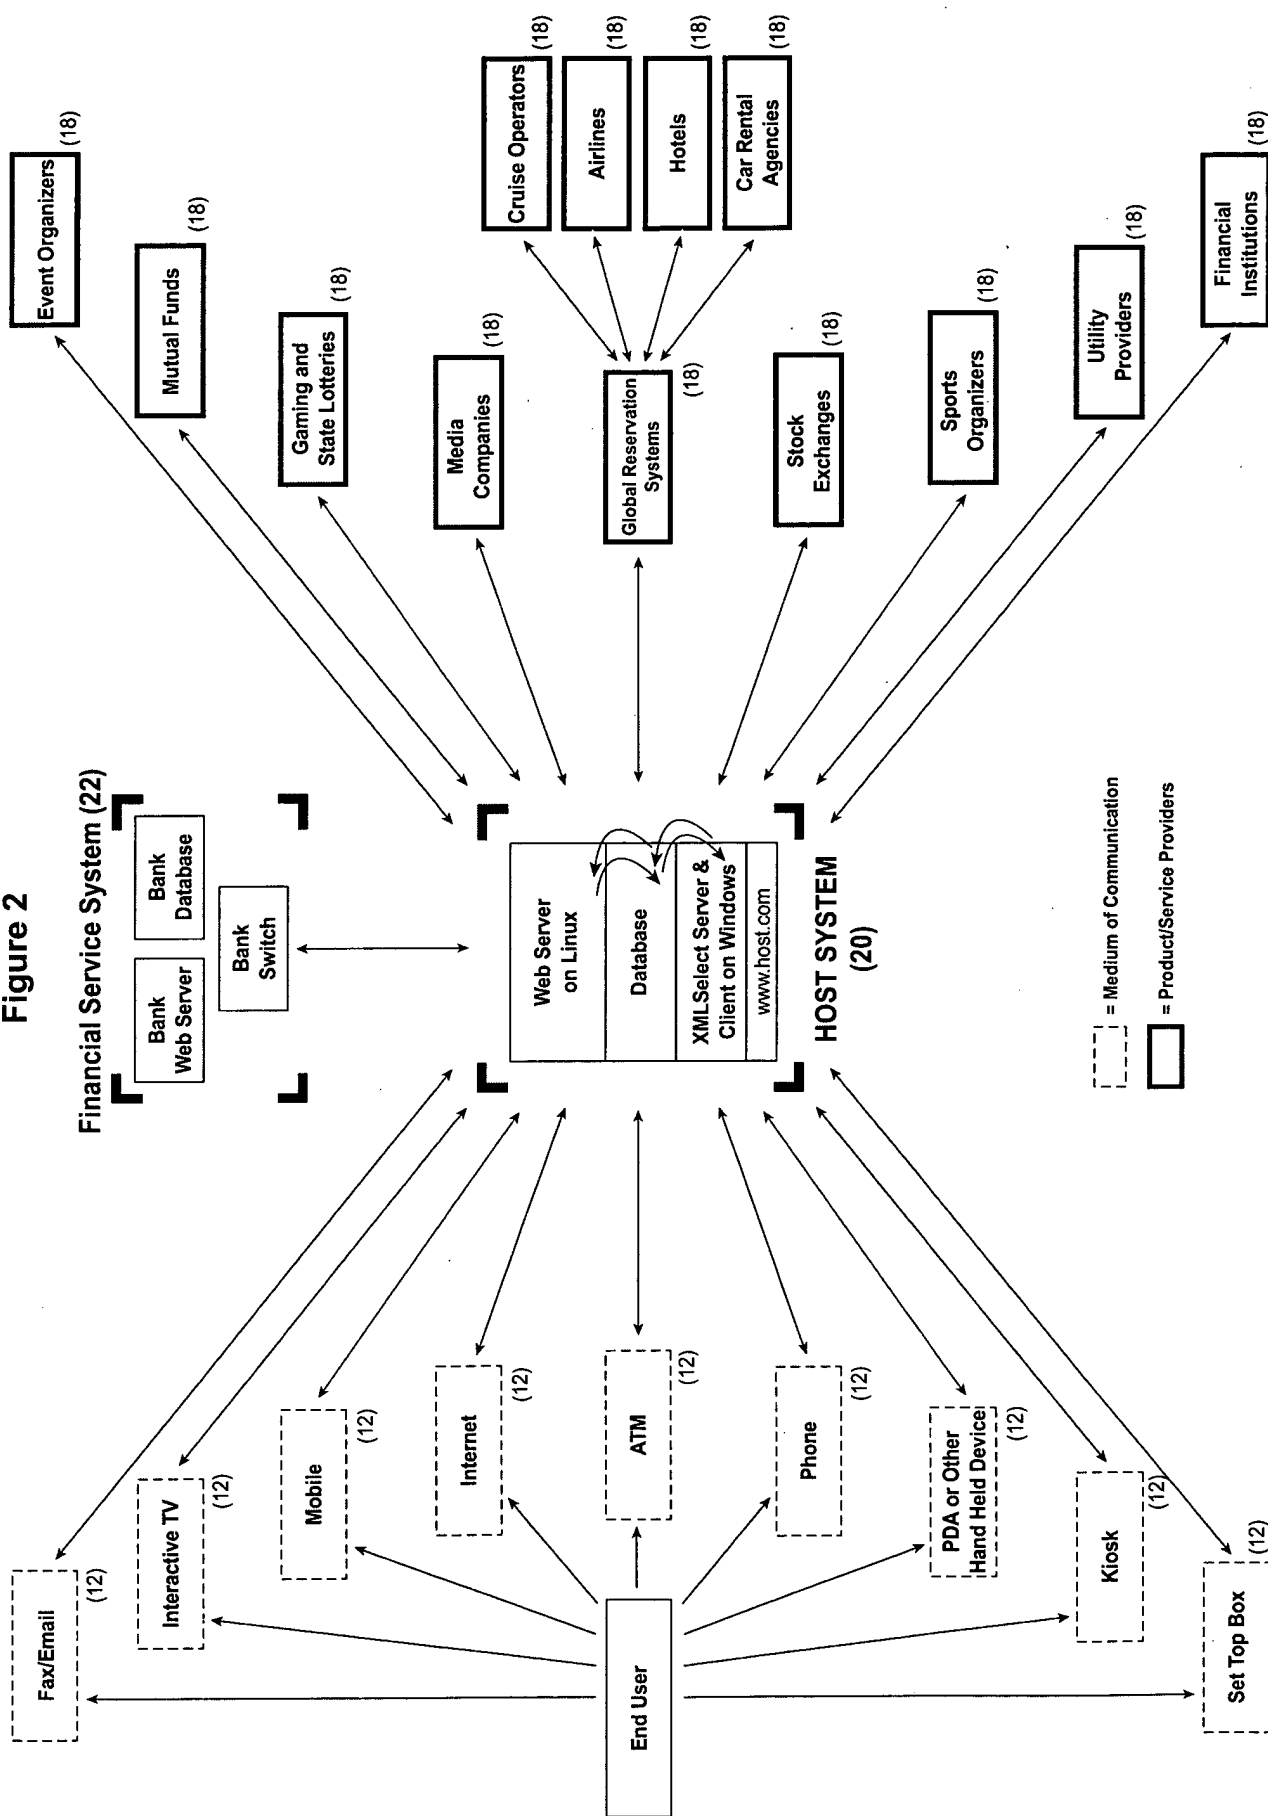 Figure 2
Financial Service System (22)
Bank
Web Server
Bank
Database
Bank
Switch
Fax/Email
(12)
Interactive TV
(12)
Mobile
(12)
Internet
(12)
ATM
(12)
Phone
(12)
PDA or Other
Hand Held Device
(12)
Kiosk
(12)
Set Top Box
(12)
End User
Web Server
on Linux
Database
XMLSelect Server &
Client on Windows
www.host.com
HOST SYSTEM
(20)
Event Organizers
(18)
Mutual Funds
(18)
Gaming and
State Lotteries
(18)
Media
Companies
(18)
Global Reservation
Systems
(18)
Cruise Operators
(18)
Airlines
(18)
Hotels
(18)
Car Rental
Agencies
(18)
Stock
Exchanges
(18)
Sports
Organizers
(18)
Utility
Providers
(18)
Financial
Institutions
(18)
= Medium of Communication
= Product/Service Providers